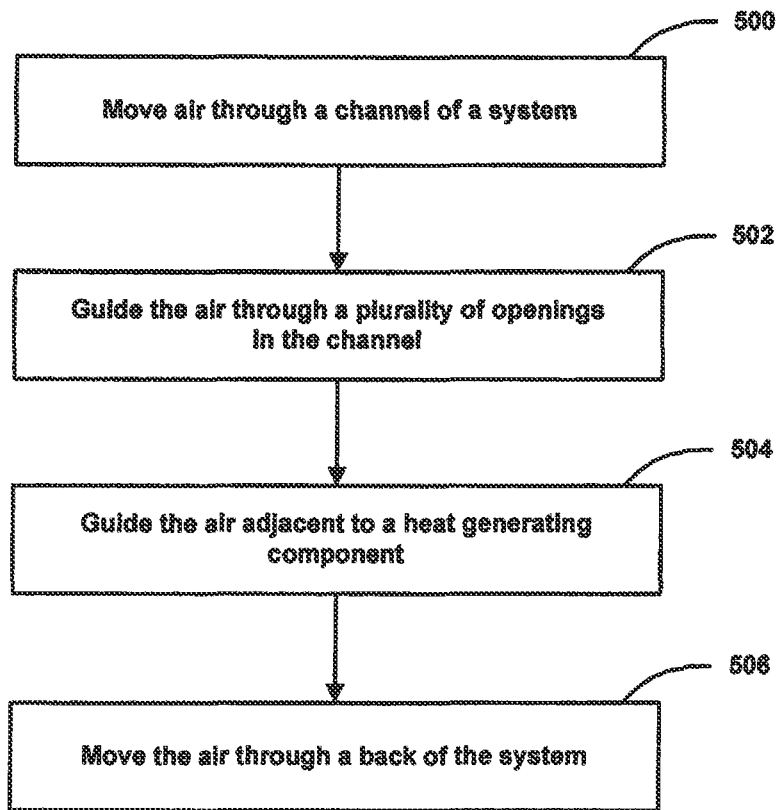 500
Move air through a channel of a system
502
Guide the air through a plurality of openings
in the channel
504
Guide the air adjacent to a heat generating
component
506
Move the air through a back of the system